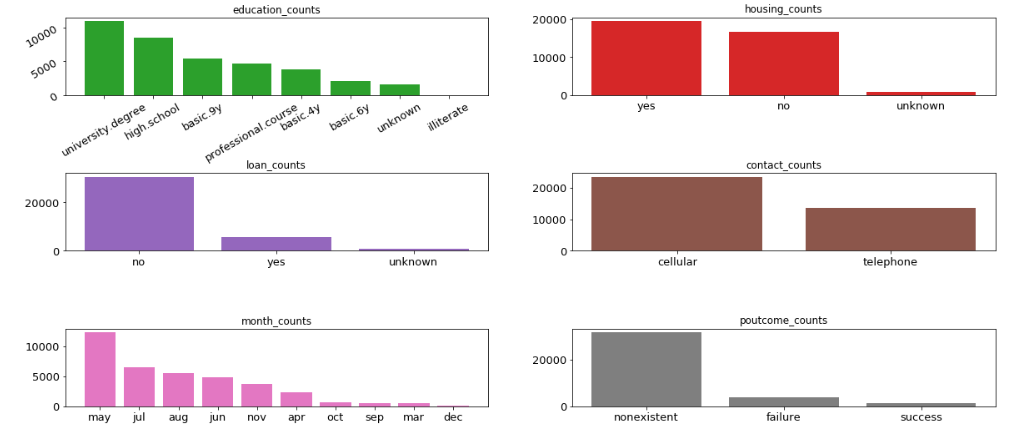 education_counts
10000
5000
0
university.degree
high.school
basic.9y
professional.course
basic.4y
basic.6y
unknown
illiterate
housing_counts
20000
10000
0
yes
no
unknown
loan_counts
20000
0
no
yes
unknown
contact_counts
20000
10000
0
cellular
telephone
month_counts
10000
5000
0
may
jul
aug
jun
nov
apr
oct
sep
mar
dec
poutcome_counts
20000
0
nonexistent
failure
success